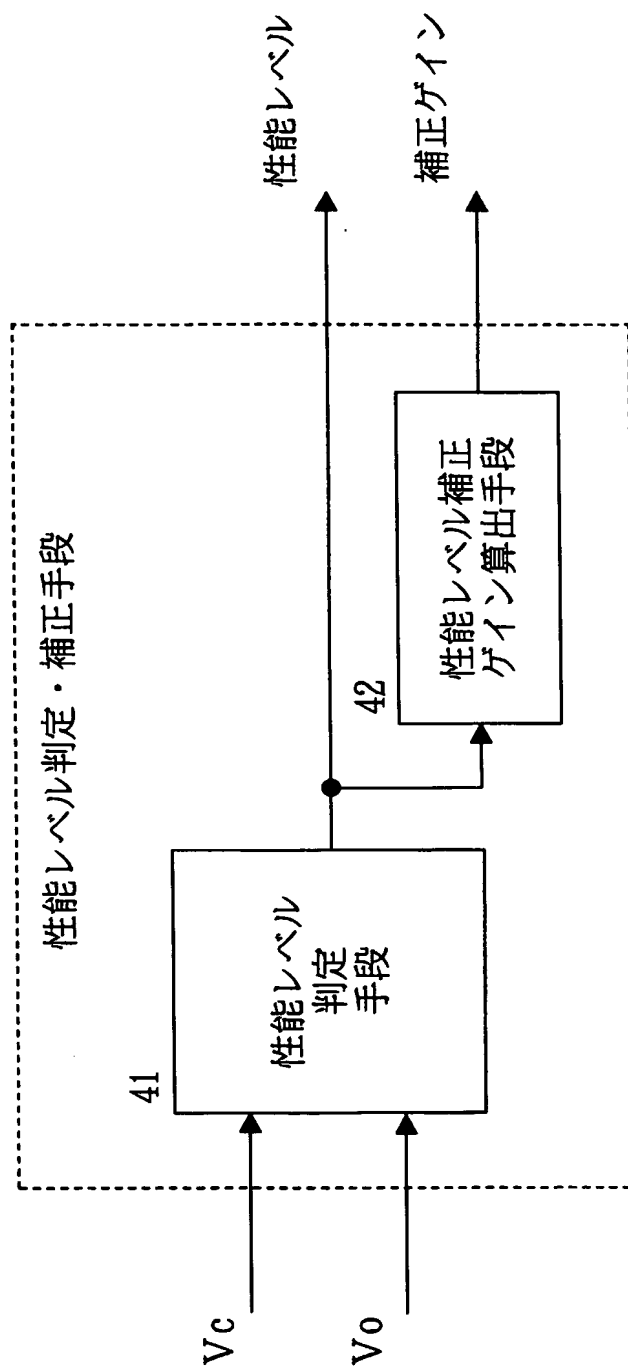 性能レベル判定・補正手段
Vc
Vo
41
性能レベル
判定
手段
42
性能レベル補正
ゲイン算出手段
性能レベル
補正ゲイン